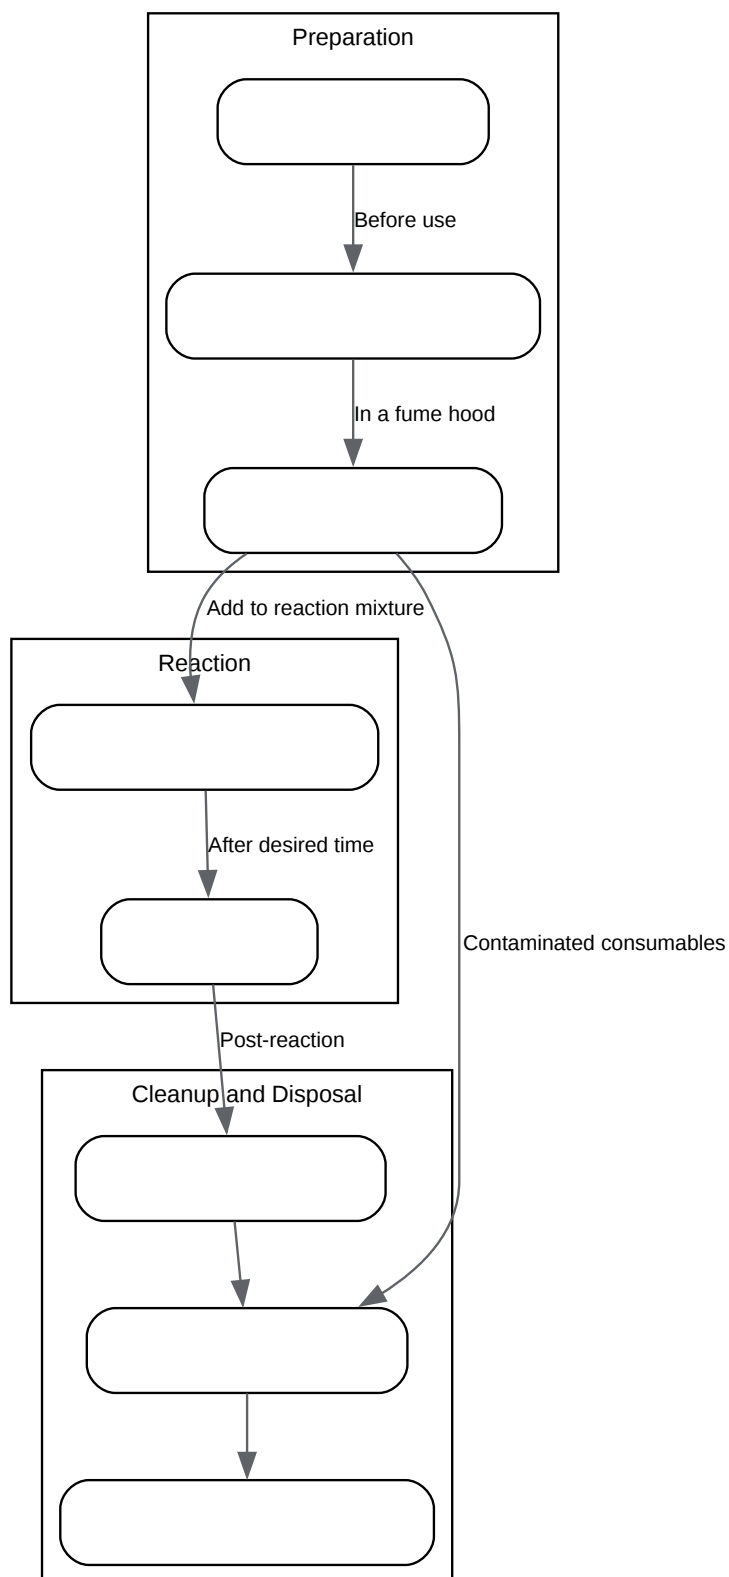 Preparation
Before use
In a fume hood
Add to reaction mixture
Reaction
After desired time
Contaminated consumables
Post-reaction
Cleanup and Disposal